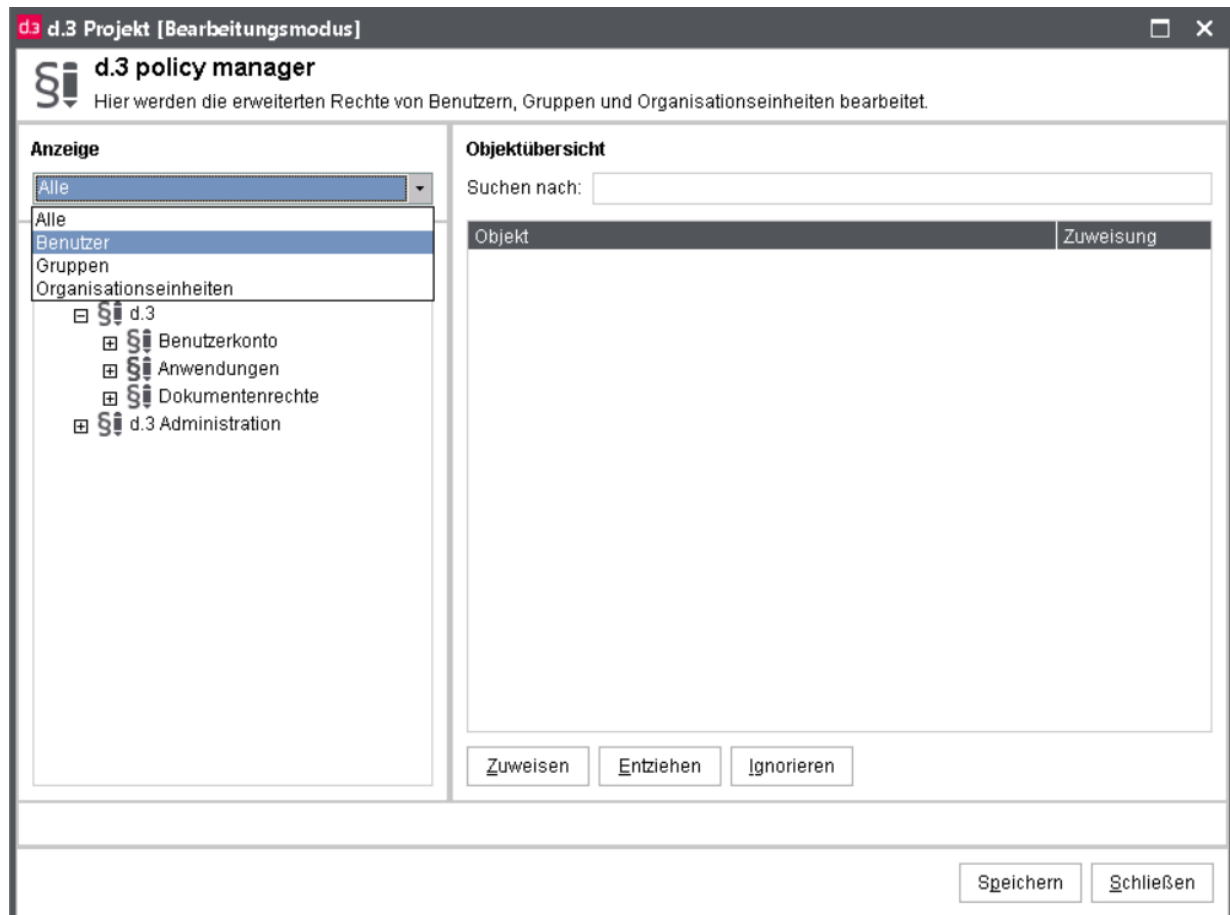 d.3 d.3 Projekt [Bearbeitungsmodus]
d.3 policy manager
Hier werden die erweiterten Rechte von Benutzern, Gruppen und Organisationseinheiten bearbeitet.
Anzeige
Alle
Alle
Benutzer
Gruppen
Organisationseinheiten
§ d.3
§ Benutzerkonto
§ Anwendungen
§ Dokumentenrechte
§ d.3 Administration
Objektübersicht
Suchen nach:
Objekt Zuweisung
Zuweisen Entziehen Ignorieren
Speichern Schließen